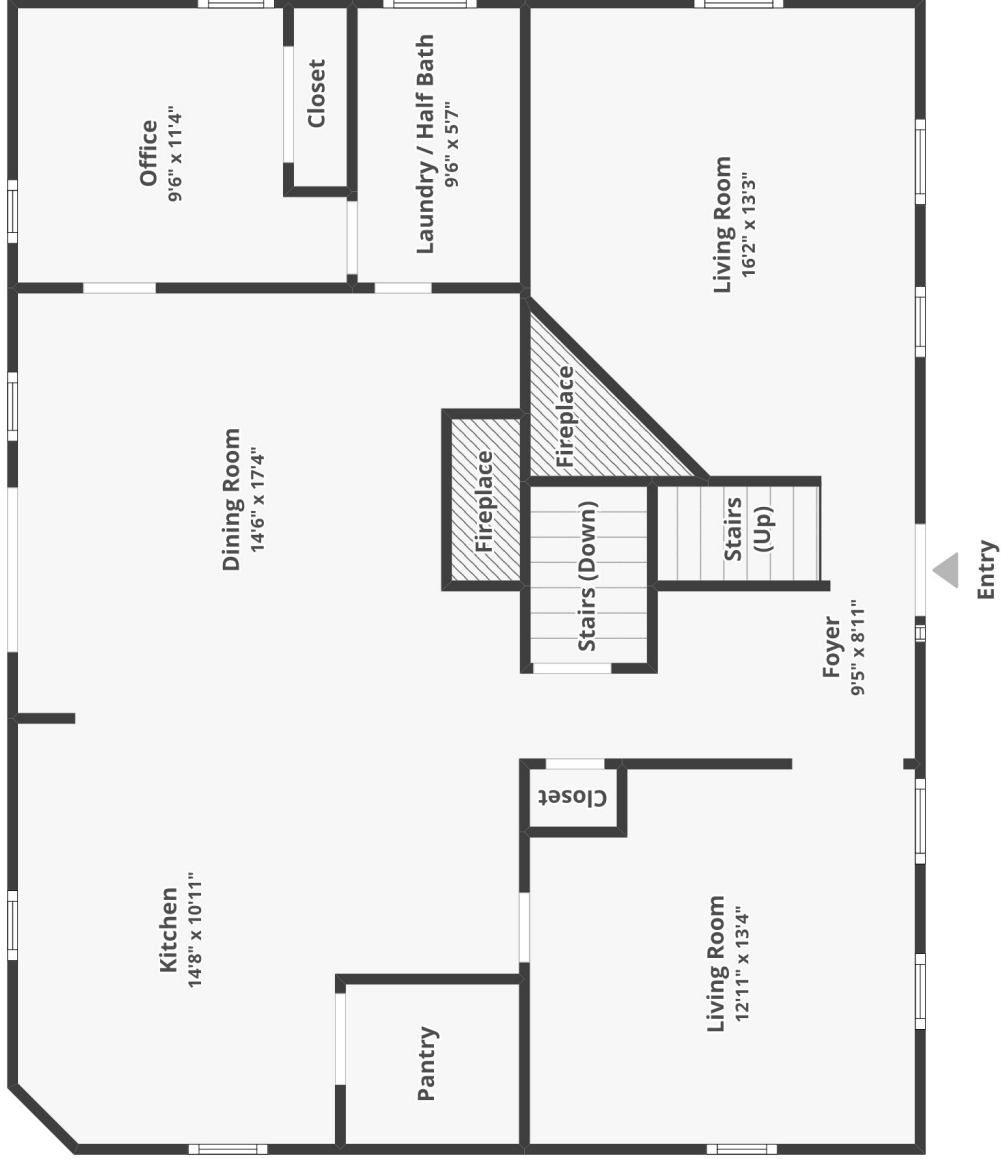 Office
9'6" x 11'4"
Closet
Laundry / Half Bath
9'6" x 5'7"
Living Room
16'2" x 13'3"
Dining Room
14'6" x 17'4"
Fireplace
Fireplace
Stairs (Down)
Stairs
(Up)
Foyer
9'5" x 8'11"
Entry
Closet
Kitchen
14'8" x 10'11"
Pantry
Living Room
12'11" x 13'4"